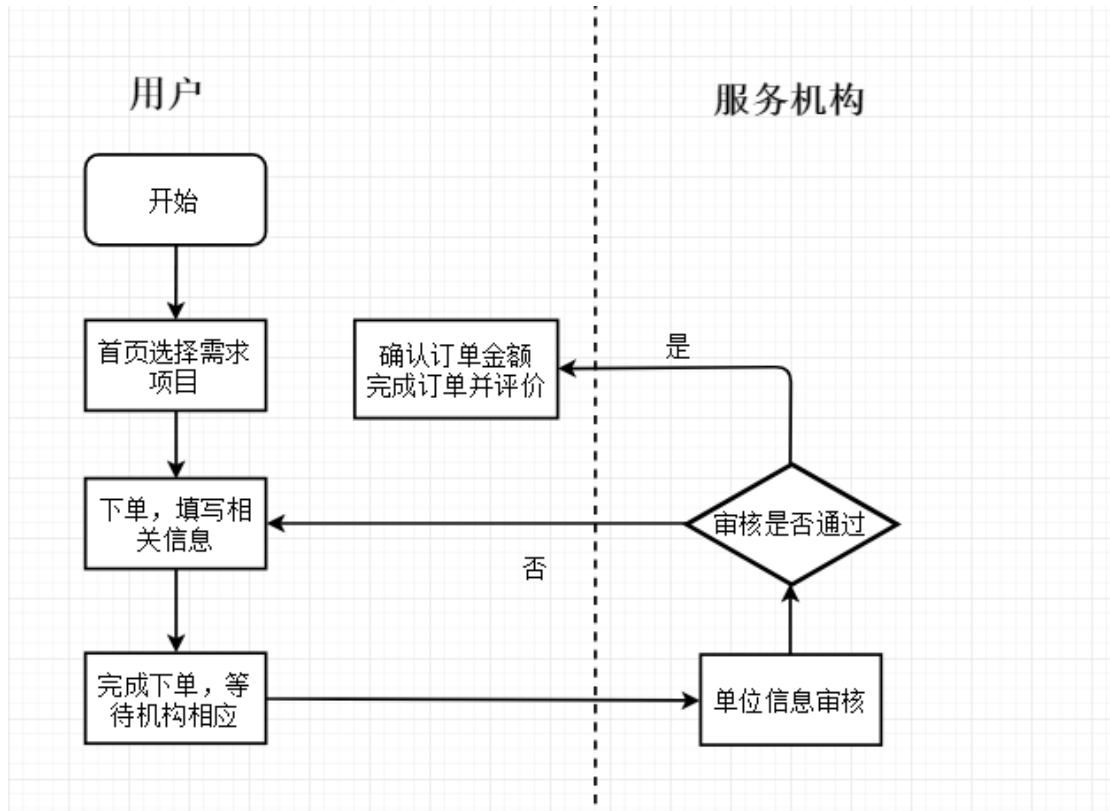 用户
服务机构
开始
首页选择需求
项目
确认订单金额
完成订单并评价
是
下单，填写相
关信息
审核是否通过
否
完成下单，等
待机构相应
单位信息审核